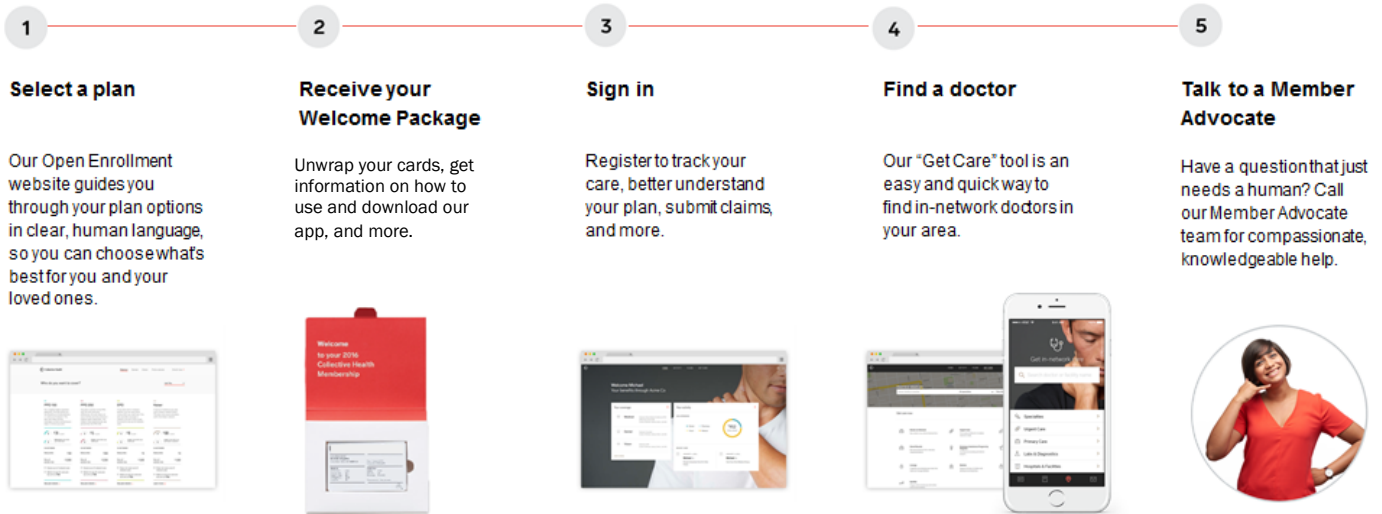 1
2
3
4
5
Select a plan
Our Open Enrollment
website guides you
through your plan options
in clear, human language,
so you can choose what's
best for you and your
loved ones.
Receive your
Welcome Package
Unwrap your cards, get
information on how to
use and download our
app, and more.
Welcome
to your 2016
Collective Health
Membership
Sign in
Register to track your
care, better understand
your plan, submit claims,
and more.
Welcome Michael
Find a doctor
Our “Get Care” tool is an
easy and quick way to
find in-network doctors in
your area.
Get in-network care
Specialties
Urgent Care
Primary Care
Labs & Diagnostics
Hospitals & Facilities
Talk to a Member
Advocate
Have a question that just
needs a human? Call
our Member Advocate
team for compassionate,
knowledgeable help.